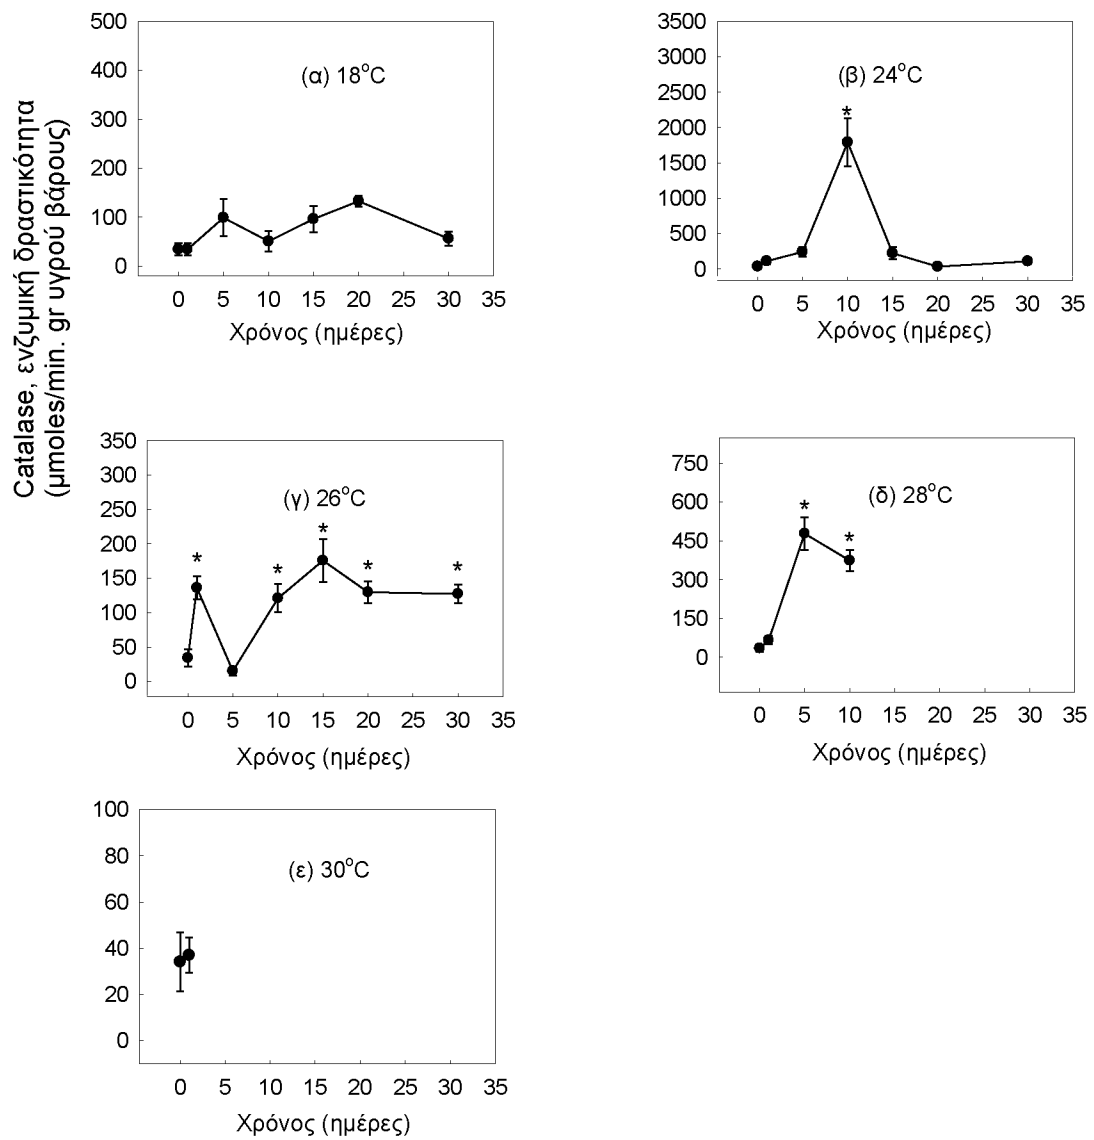 Catalase, ενζυμική δραστικότητα
(μmoles/min. gr υγρού βάρους)
500
400
300
200
100
0
(α) 18°C
0 5 10 15 20 25 30 35
Χρόνος (ημέρες)
3500
3000
2500
2000
1500
1000
500
0
(β) 24°C
*
0 5 10 15 20 25 30 35
Χρόνος (ημέρες)
350
300
250
200
150
100
50
0
(γ) 26°C
* * * * *
0 5 10 15 20 25 30 35
Χρόνος (ημέρες)
750
600
450
300
150
0
(δ) 28°C
* *
0 5 10 15 20 25 30 35
Χρόνος (ημέρες)
100
80
60
40
20
0
(ε) 30°C
0 5 10 15 20 25 30 35
Χρόνος (ημέρες)